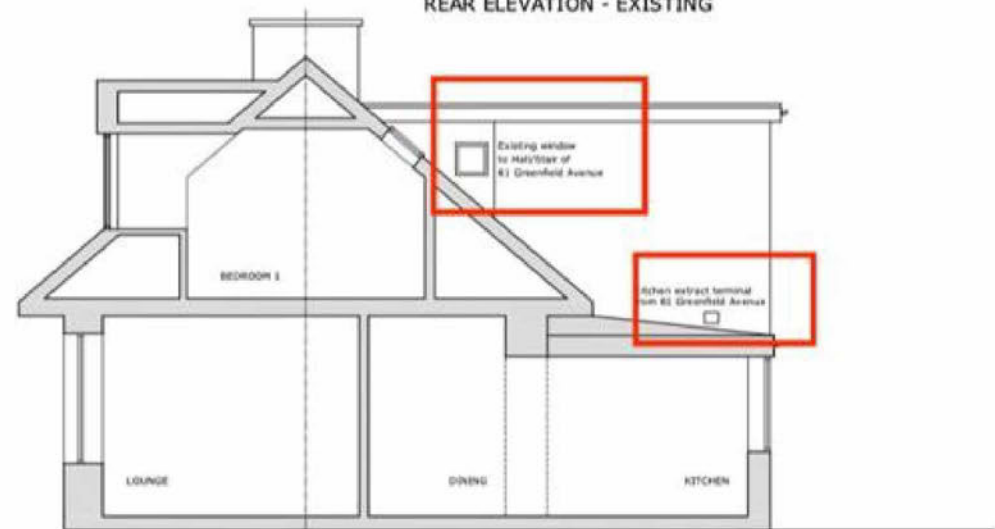 REAR ELEVATION - EXISTING
Existing window
to Hall/Stair of
61 Greenfield Avenue
BEDROOM 1
itchen extract terminal
om 61 Greenfield Avenue
LOUNGE
DINING
KITCHEN